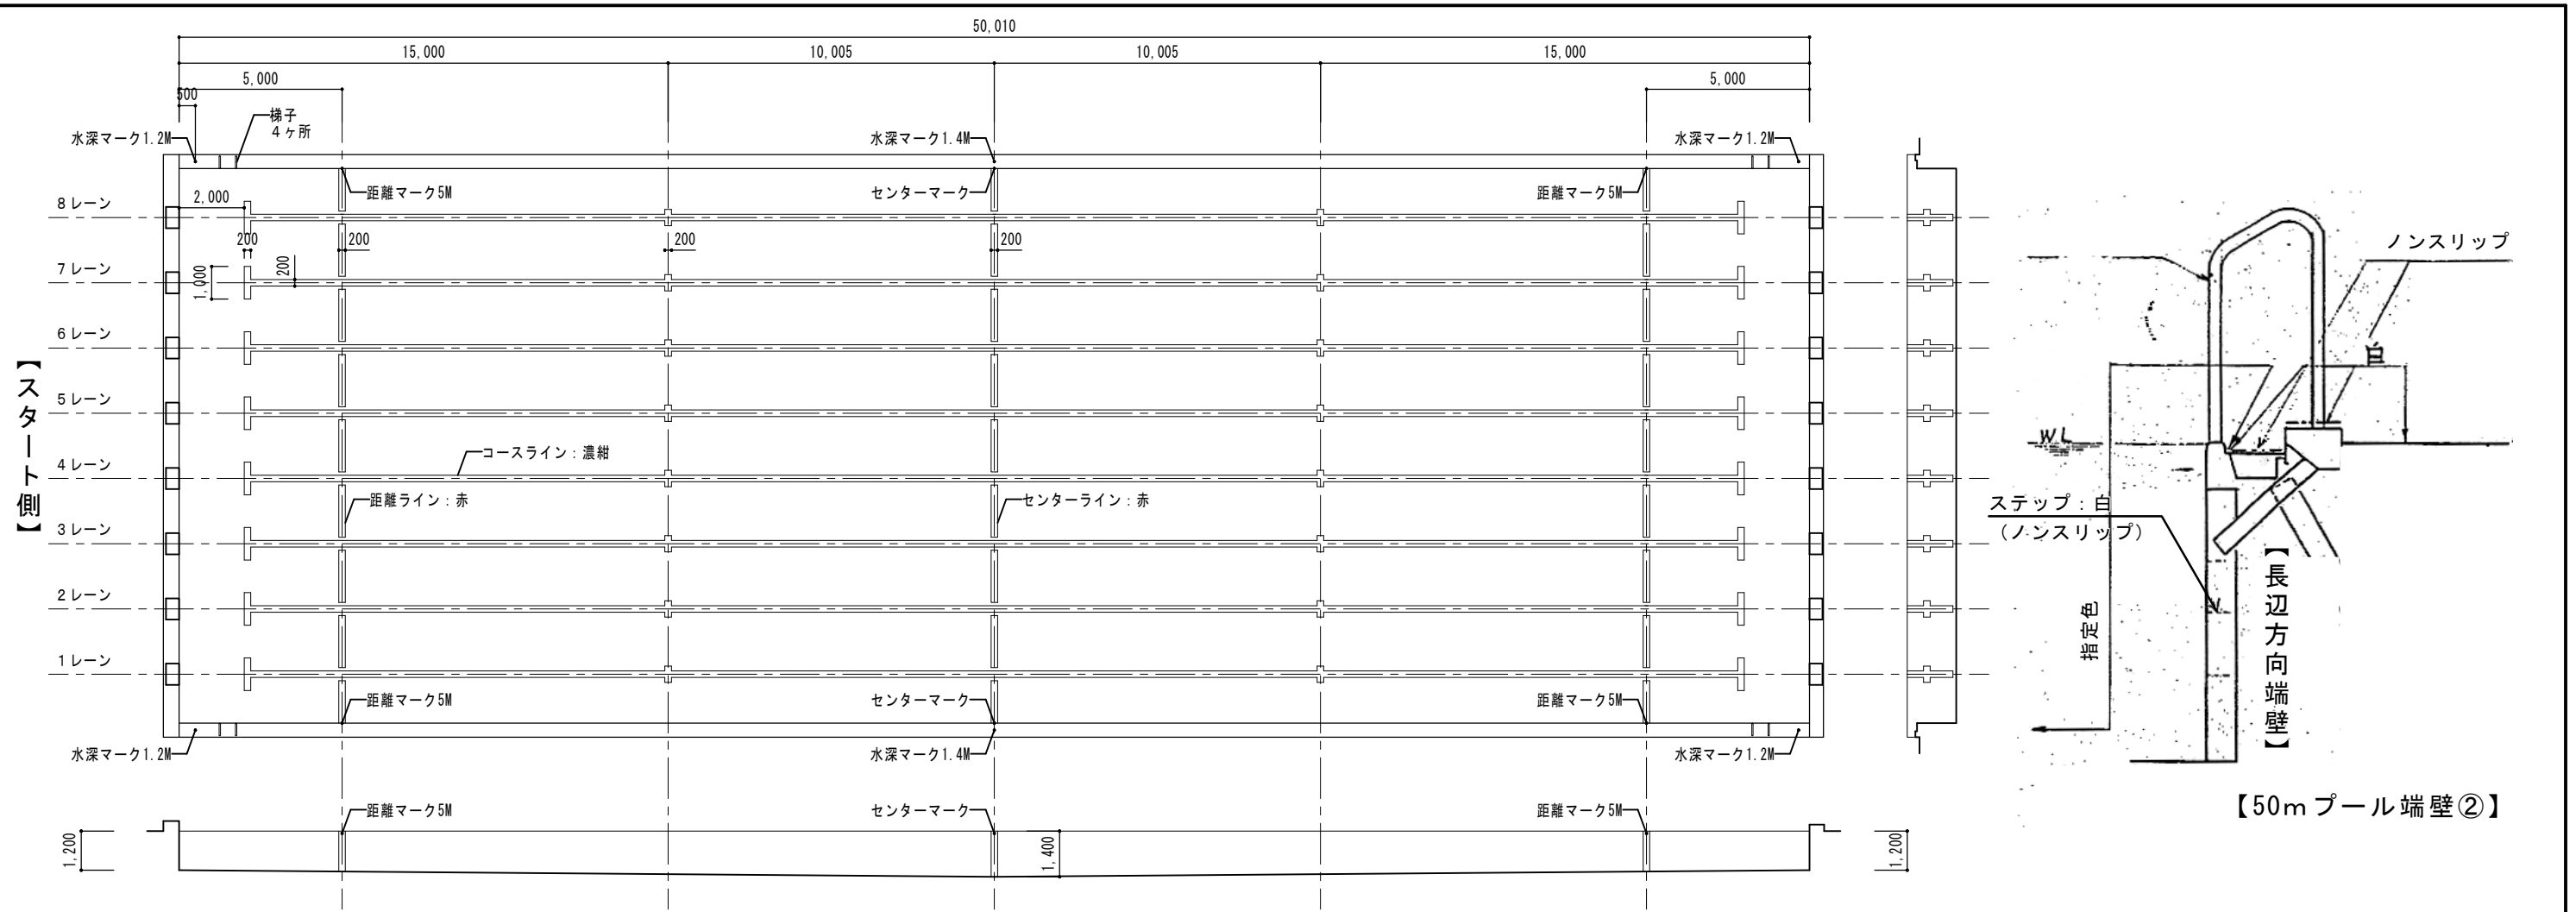 50,010
15,000
10,005
10,005
15,000
5,000
5,000
500
梯子
4ヶ所
水深マーク1.2M
水深マーク1.4M
水深マーク1.2M
距離マーク5M
センターマーク
距離マーク5M
8レーン
2,000
200
200
200
200
7レーン
1,000
200
6レーン
【スタート側】
5レーン
コースライン：濃紺
4レーン
距離ライン：赤
センターライン：赤
3レーン
2レーン
1レーン
距離マーク5M
センターマーク
距離マーク5M
水深マーク1.2M
水深マーク1.4M
水深マーク1.2M
距離マーク5M
センターマーク
距離マーク5M
1,200
1,400
1,200
ノンスリップ
白
WL
ステップ：白
(ノンスリップ)
指定色
【長辺方向端壁】
【50mプール端壁②】